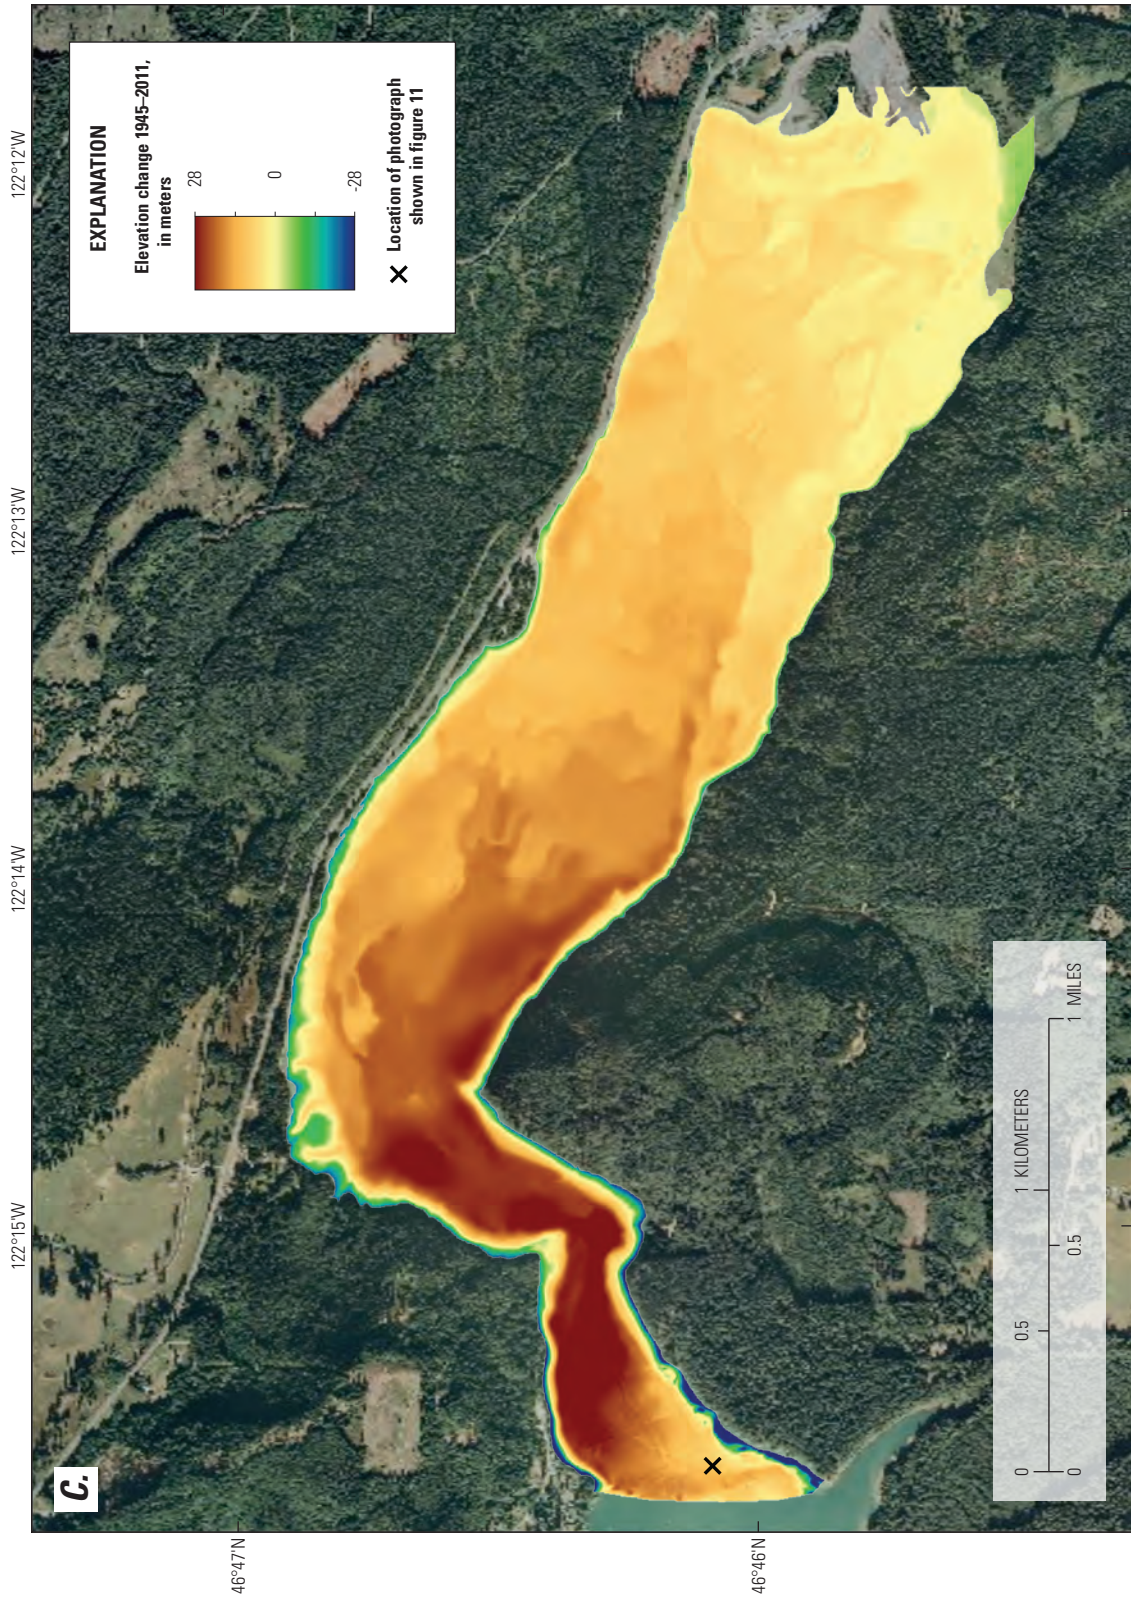 C.
EXPLANATION
Elevation change 1945–2011,
in meters
28
0
-28
Location of photograph
shown in figure 11
122°15'W
122°14'W
122°13'W
122°12'W
46°47'N
46°46'N
0
0.5
1 KILOMETERS
0
0.5
1 MILES